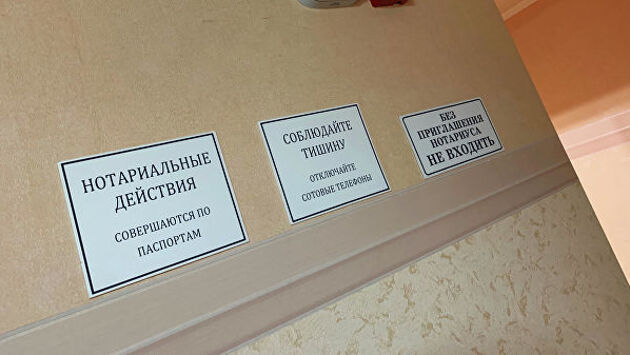 НОТАРИАЛЬНЫЕ
ДЕЙСТВИЯ
СОВЕРШАЮТСЯ ПО
ПАСПОРТАМ
СОБЛЮДАЙТЕ
ТИШИНУ
ОТКЛЮЧАЙТЕ
СОТОВЫЕ ТЕЛЕФОНЫ
БЕЗ
ПРИГЛАШЕНИЯ
НОТАРИУСА
НЕ ВХОДИТЬ